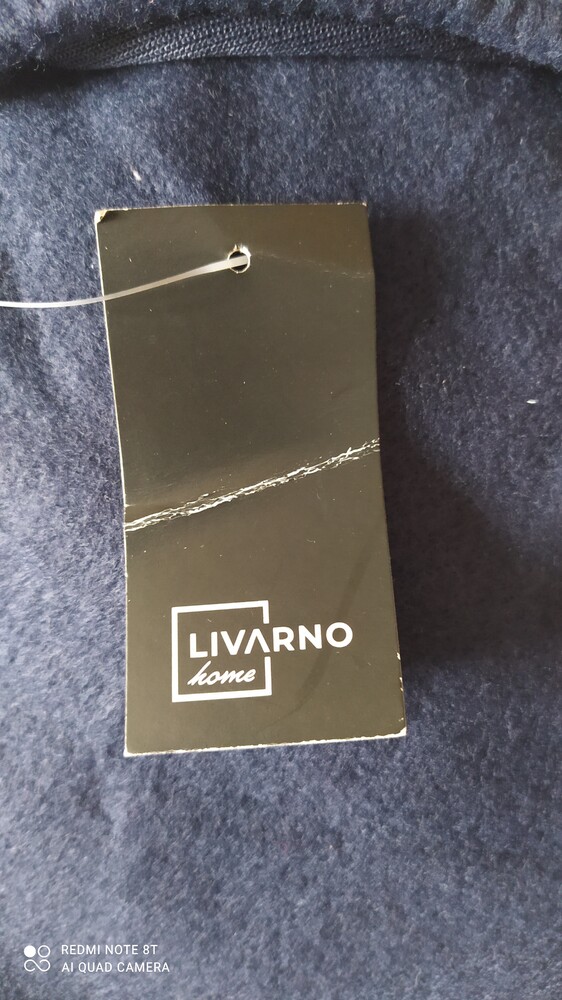 LIVARNO
home
REDMI NOTE 8T
AI QUAD CAMERA